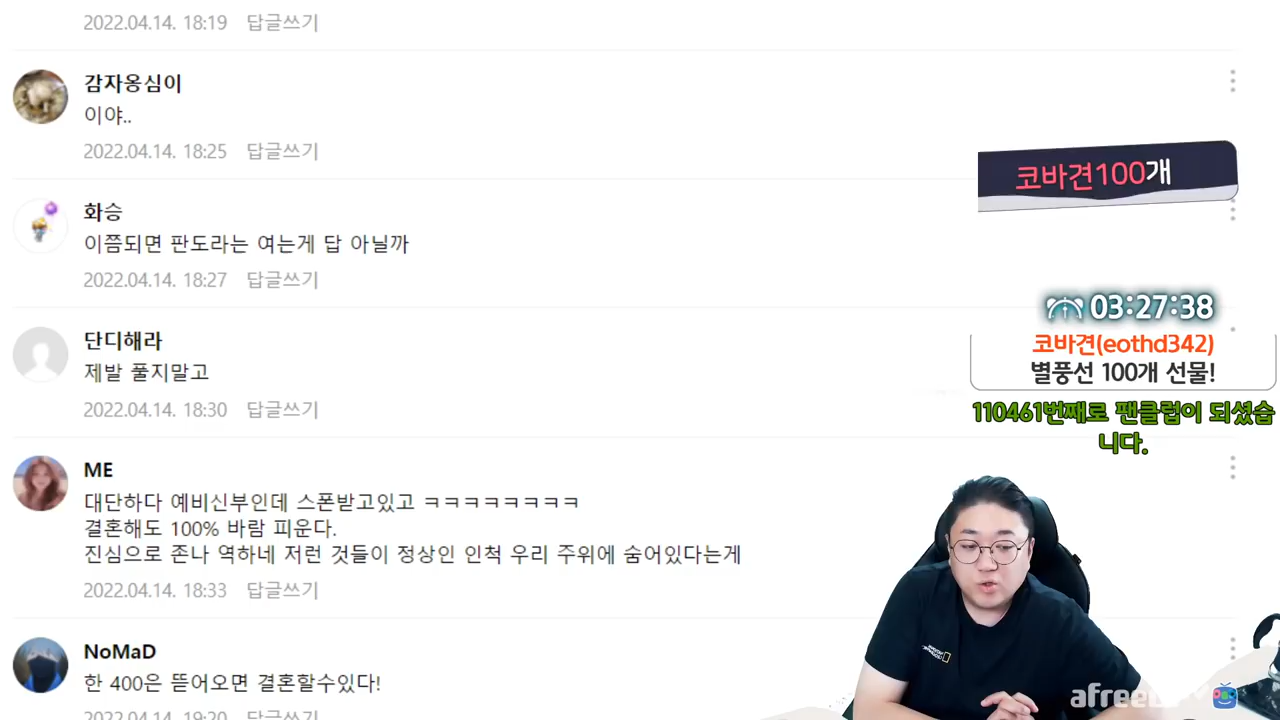 2022.04.14. 18:19 답글쓰기
감자옹심이
이야..
2022.04.14. 18:25 답글쓰기
화승
이쯤되면 판도라는 여는게 답 아닐까
2022.04.14. 18:27 답글쓰기
단디해라
제발 풀지말고
2022.04.14. 18:30 답글쓰기
ME
대단하다 예비신부인데 스폰받고있고 ㅋㅋㅋㅋㅋㅋㅋㅋ
결혼해도 100% 바람 피운다.
진심으로 존나 역하네 저런 것들이 정상인 인척 우리 주위에 숨어있다는게
2022.04.14. 18:33 답글쓰기
NoMaD
한 400은 뜯어오면 결혼할수있다!
2022.04.14. 19:20 답글쓰기
코바견100개
03:27:38
코바견(eothd342)
별풍선 100개 선물!
110461번째로 팬클럽이 되셨습
니다.